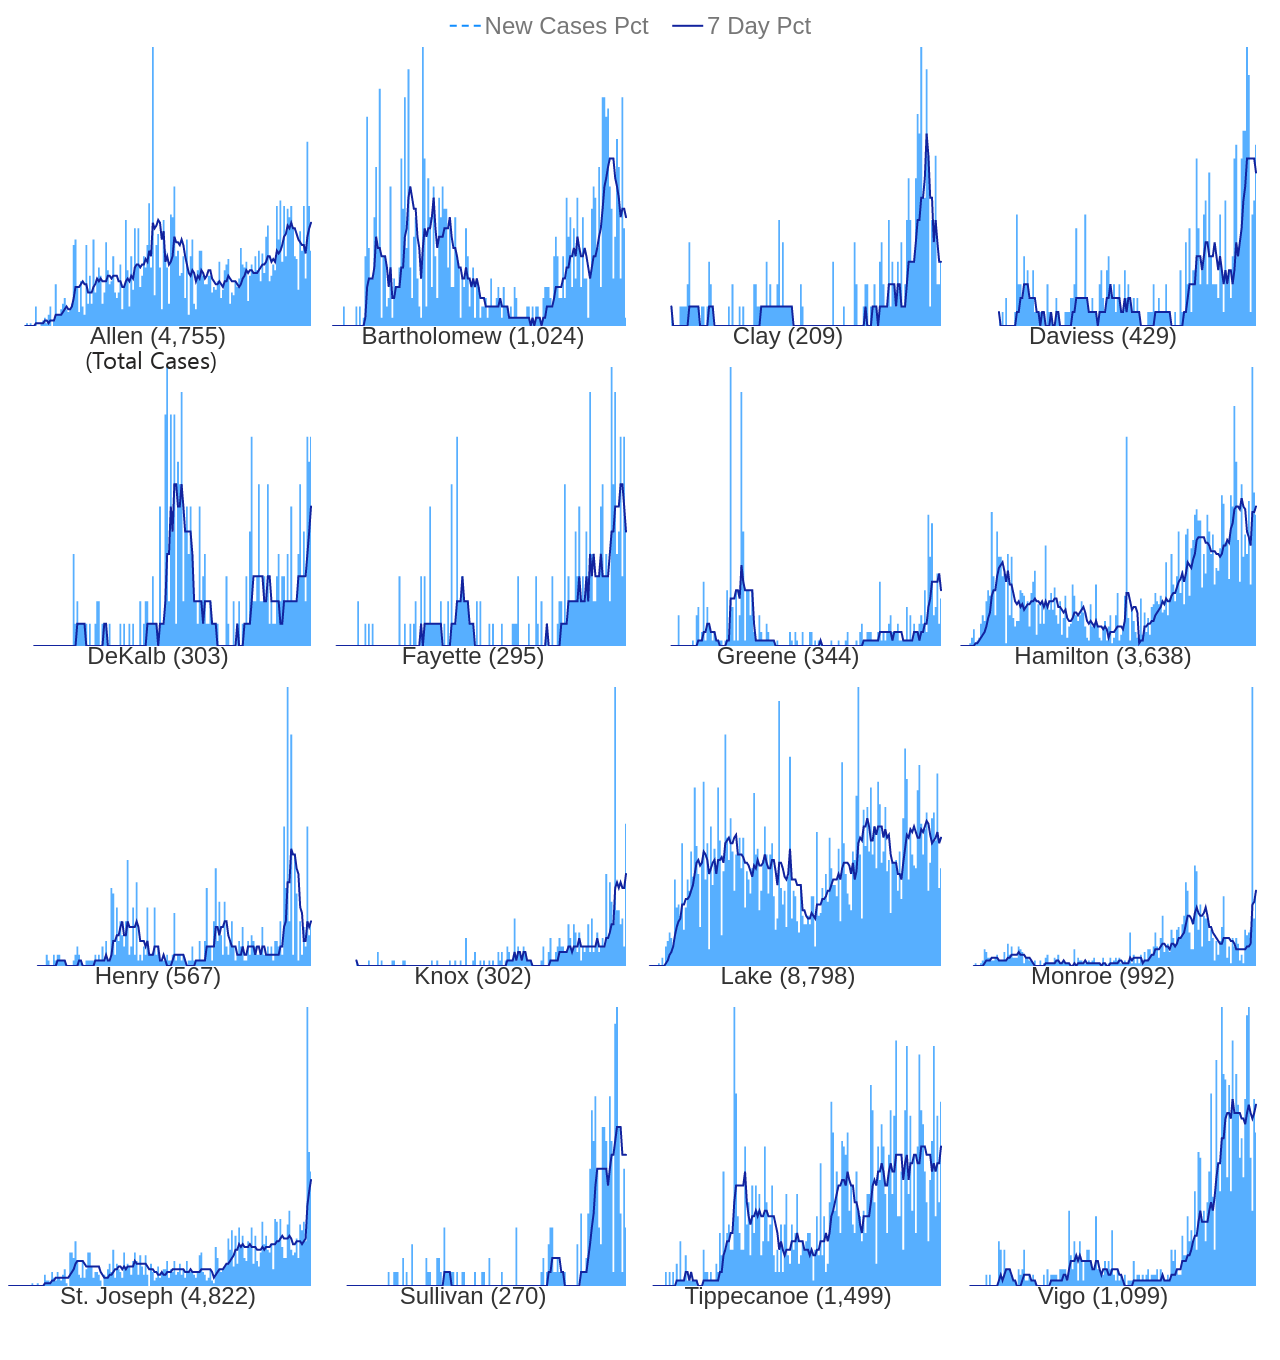 New Cases Pct 7 Day Pct
Allen (4,755) Bartholomew (1,024) Clay (209) Daviess (429)
(Total Cases)
DeKalb (303) Fayette (295) Greene (344) Hamilton (3,638)
Henry (567) Knox (302) Lake (8,798) Monroe (992)
St. Joseph (4,822) Sullivan (270) Tippecanoe (1,499) Vigo (1,099)